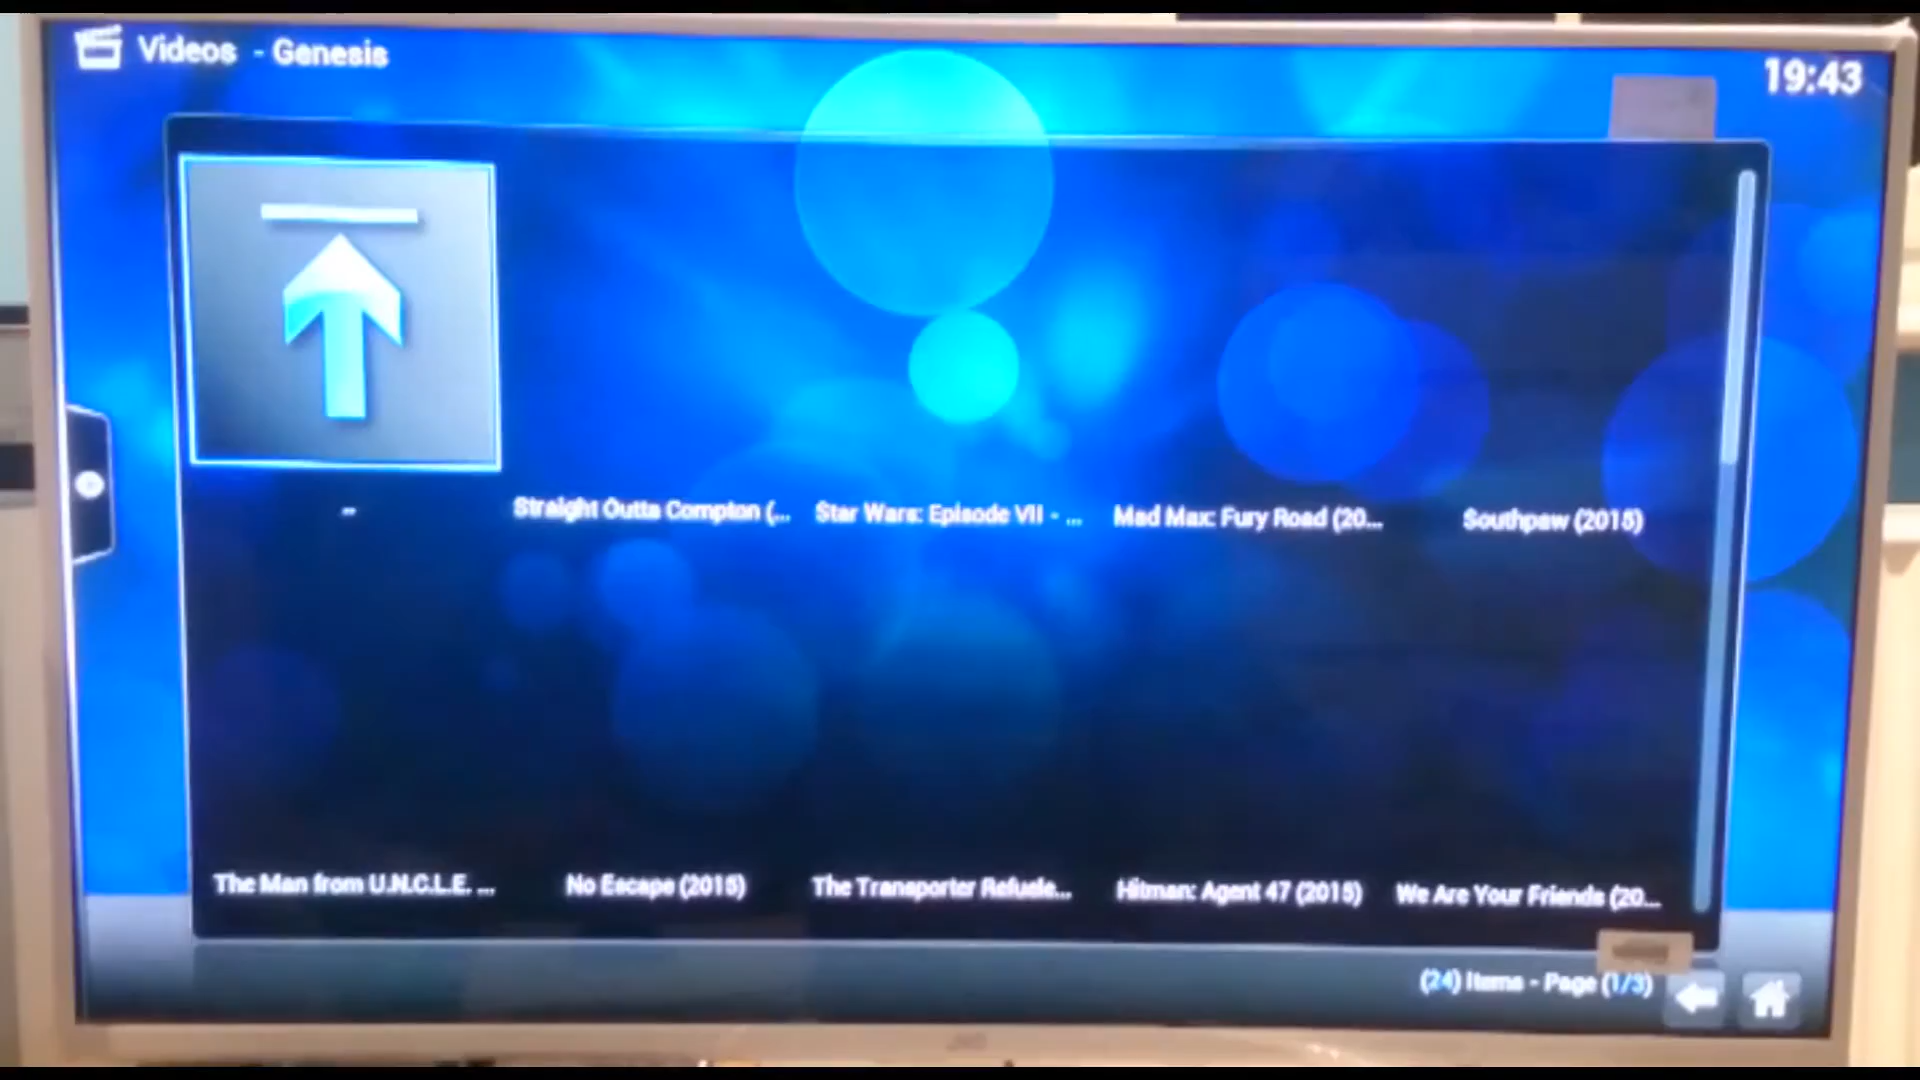 Videos - Genesis
19:43
Straight Outta Compton (...
Star Wars: Episode VII - ...
Mad Max: Fury Road (20...
Southpaw (2015)
The Man from U.N.C.L.E. ...
No Escape (2015)
The Transporter Refuele...
Hitman: Agent 47 (2015)
We Are Your Friends (20...
(24) Items - Page (1/3)